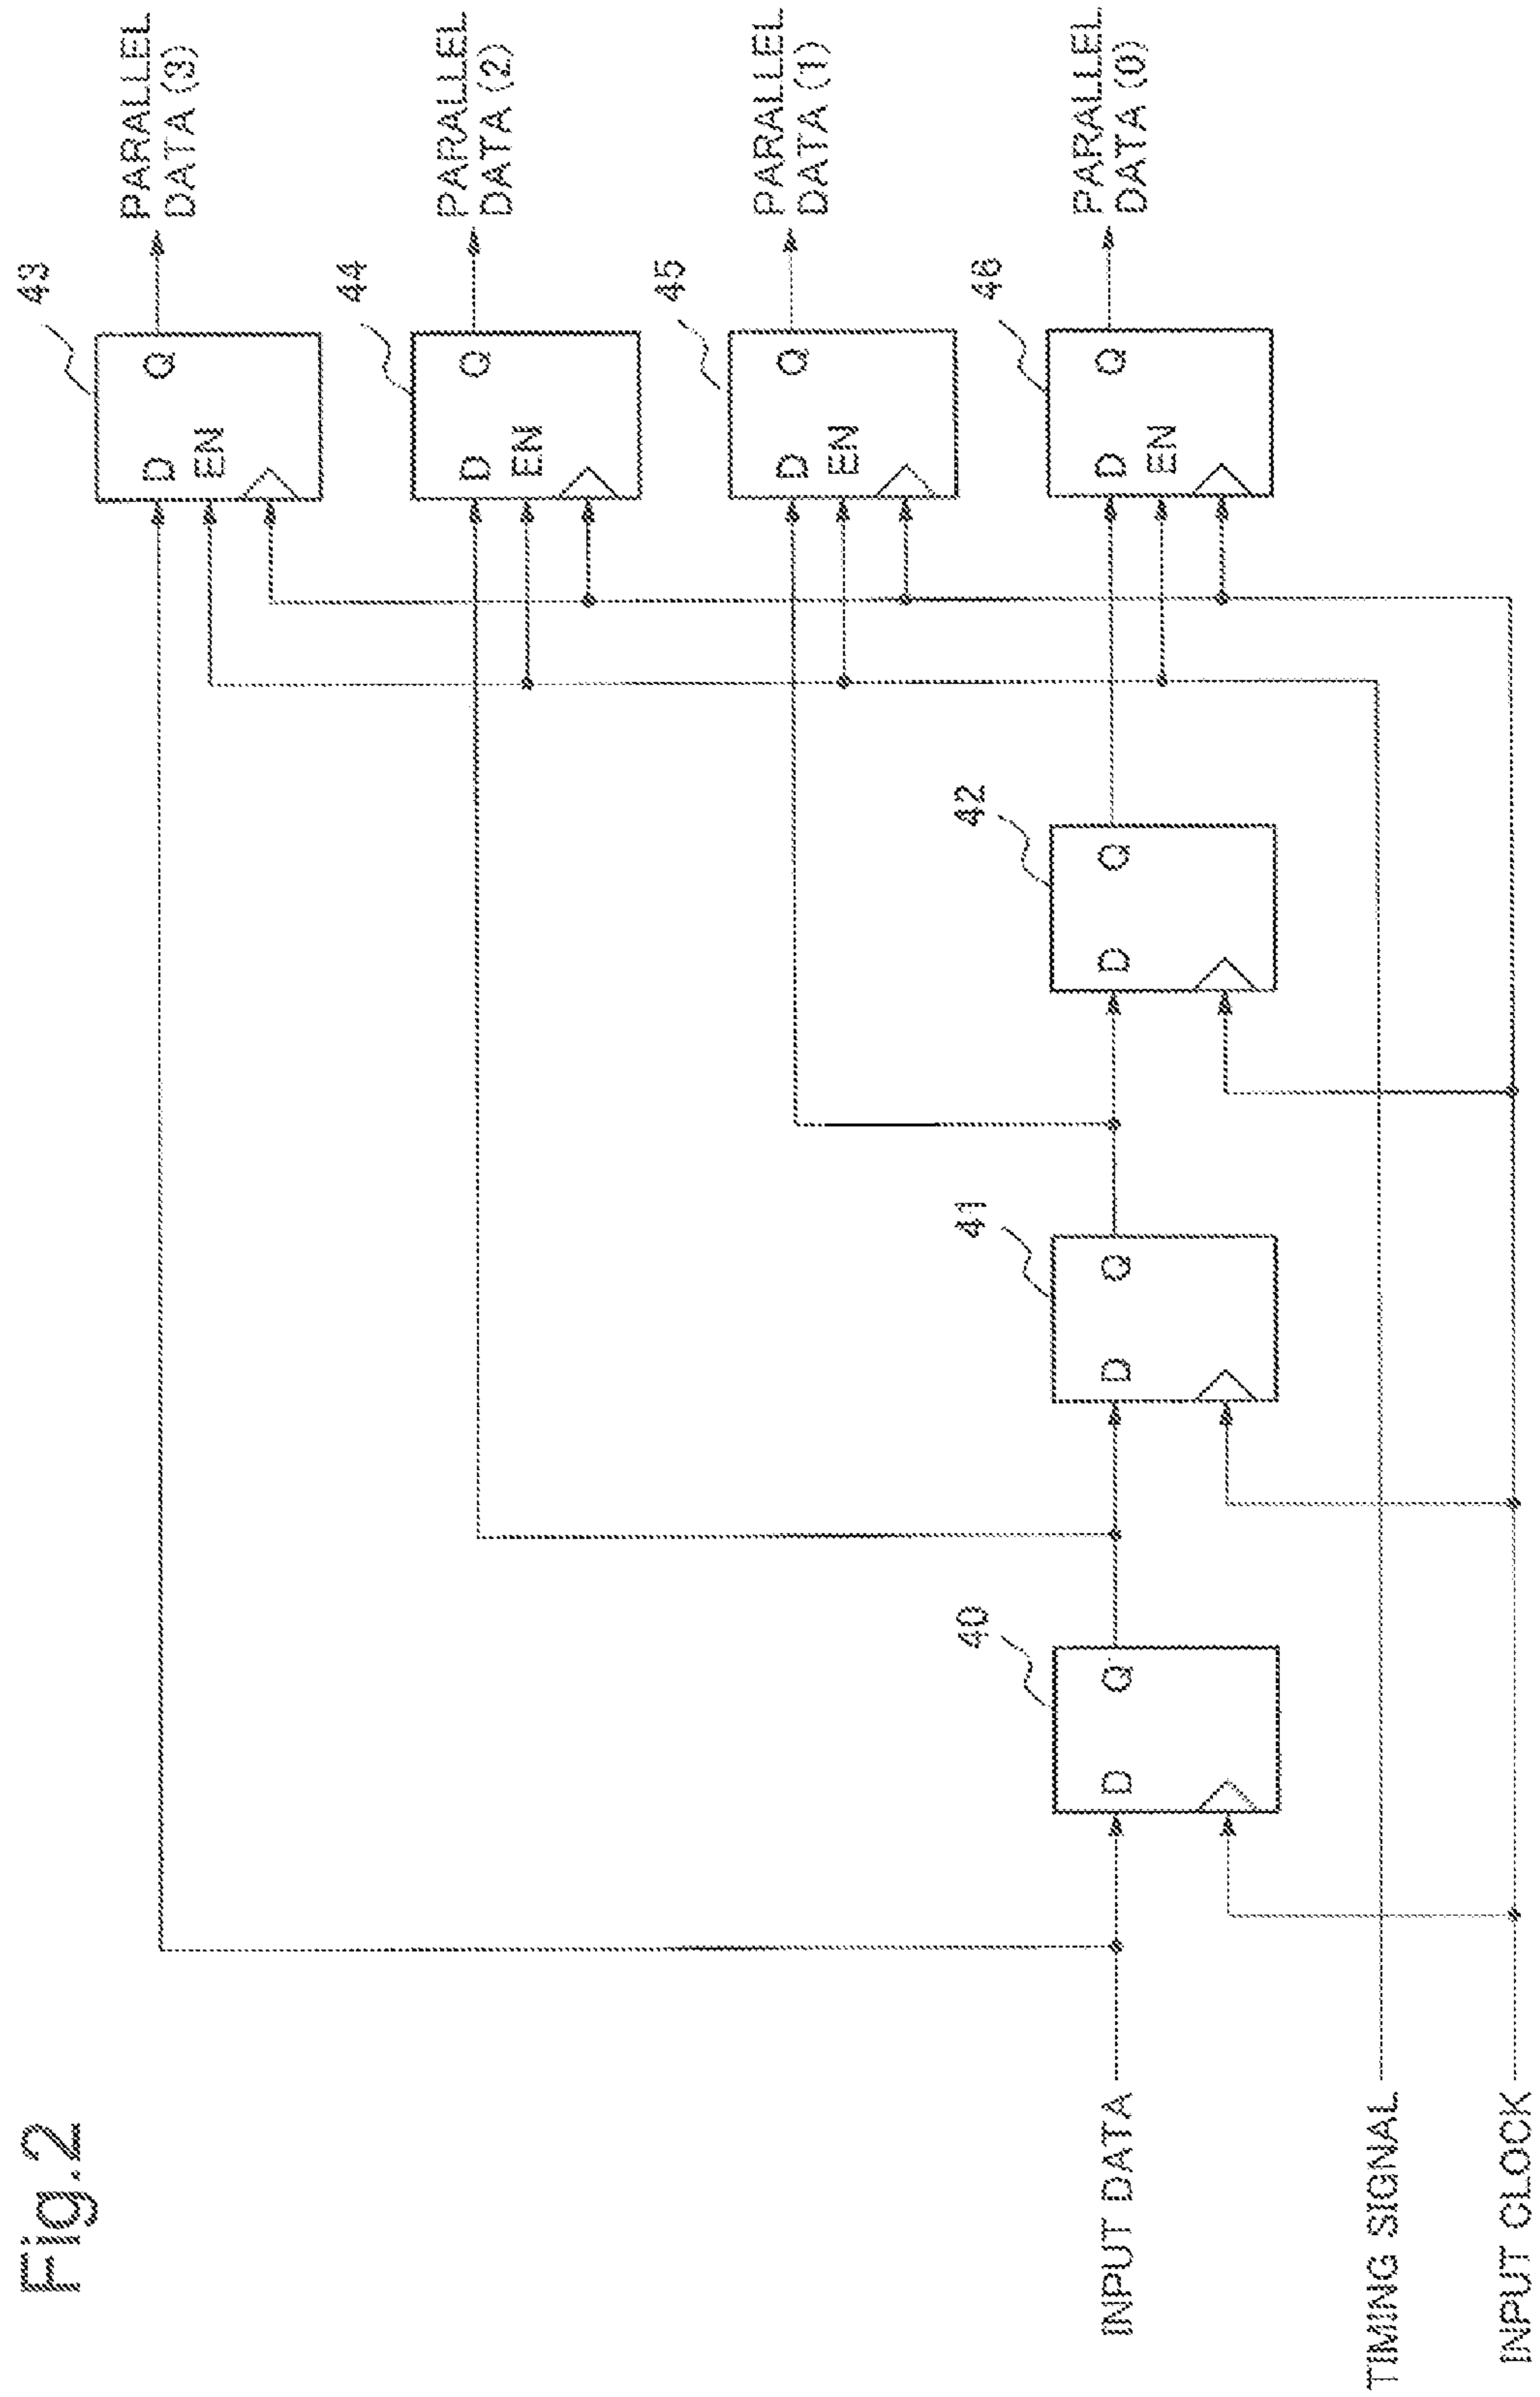 Fig.2
43
PARALLEL
DATA (3)
D
Q
EN
44
PARALLEL
DATA (2)
D
Q
EN
45
PARALLEL
DATA (1)
D
Q
EN
40
41
42
46
PARALLEL
DATA (0)
INPUT DATA
D
Q
D
Q
D
Q
D
Q
EN
TIMING SIGNAL
INPUT CLOCK